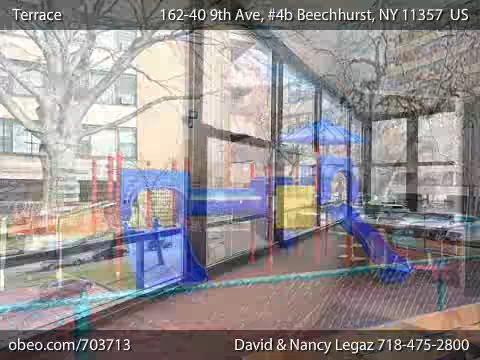 Terrace
162-40 9th Ave, #4b Beechhurst, NY 11357 US
obeo.com/703713
David & Nancy Legaz 718-475-2800